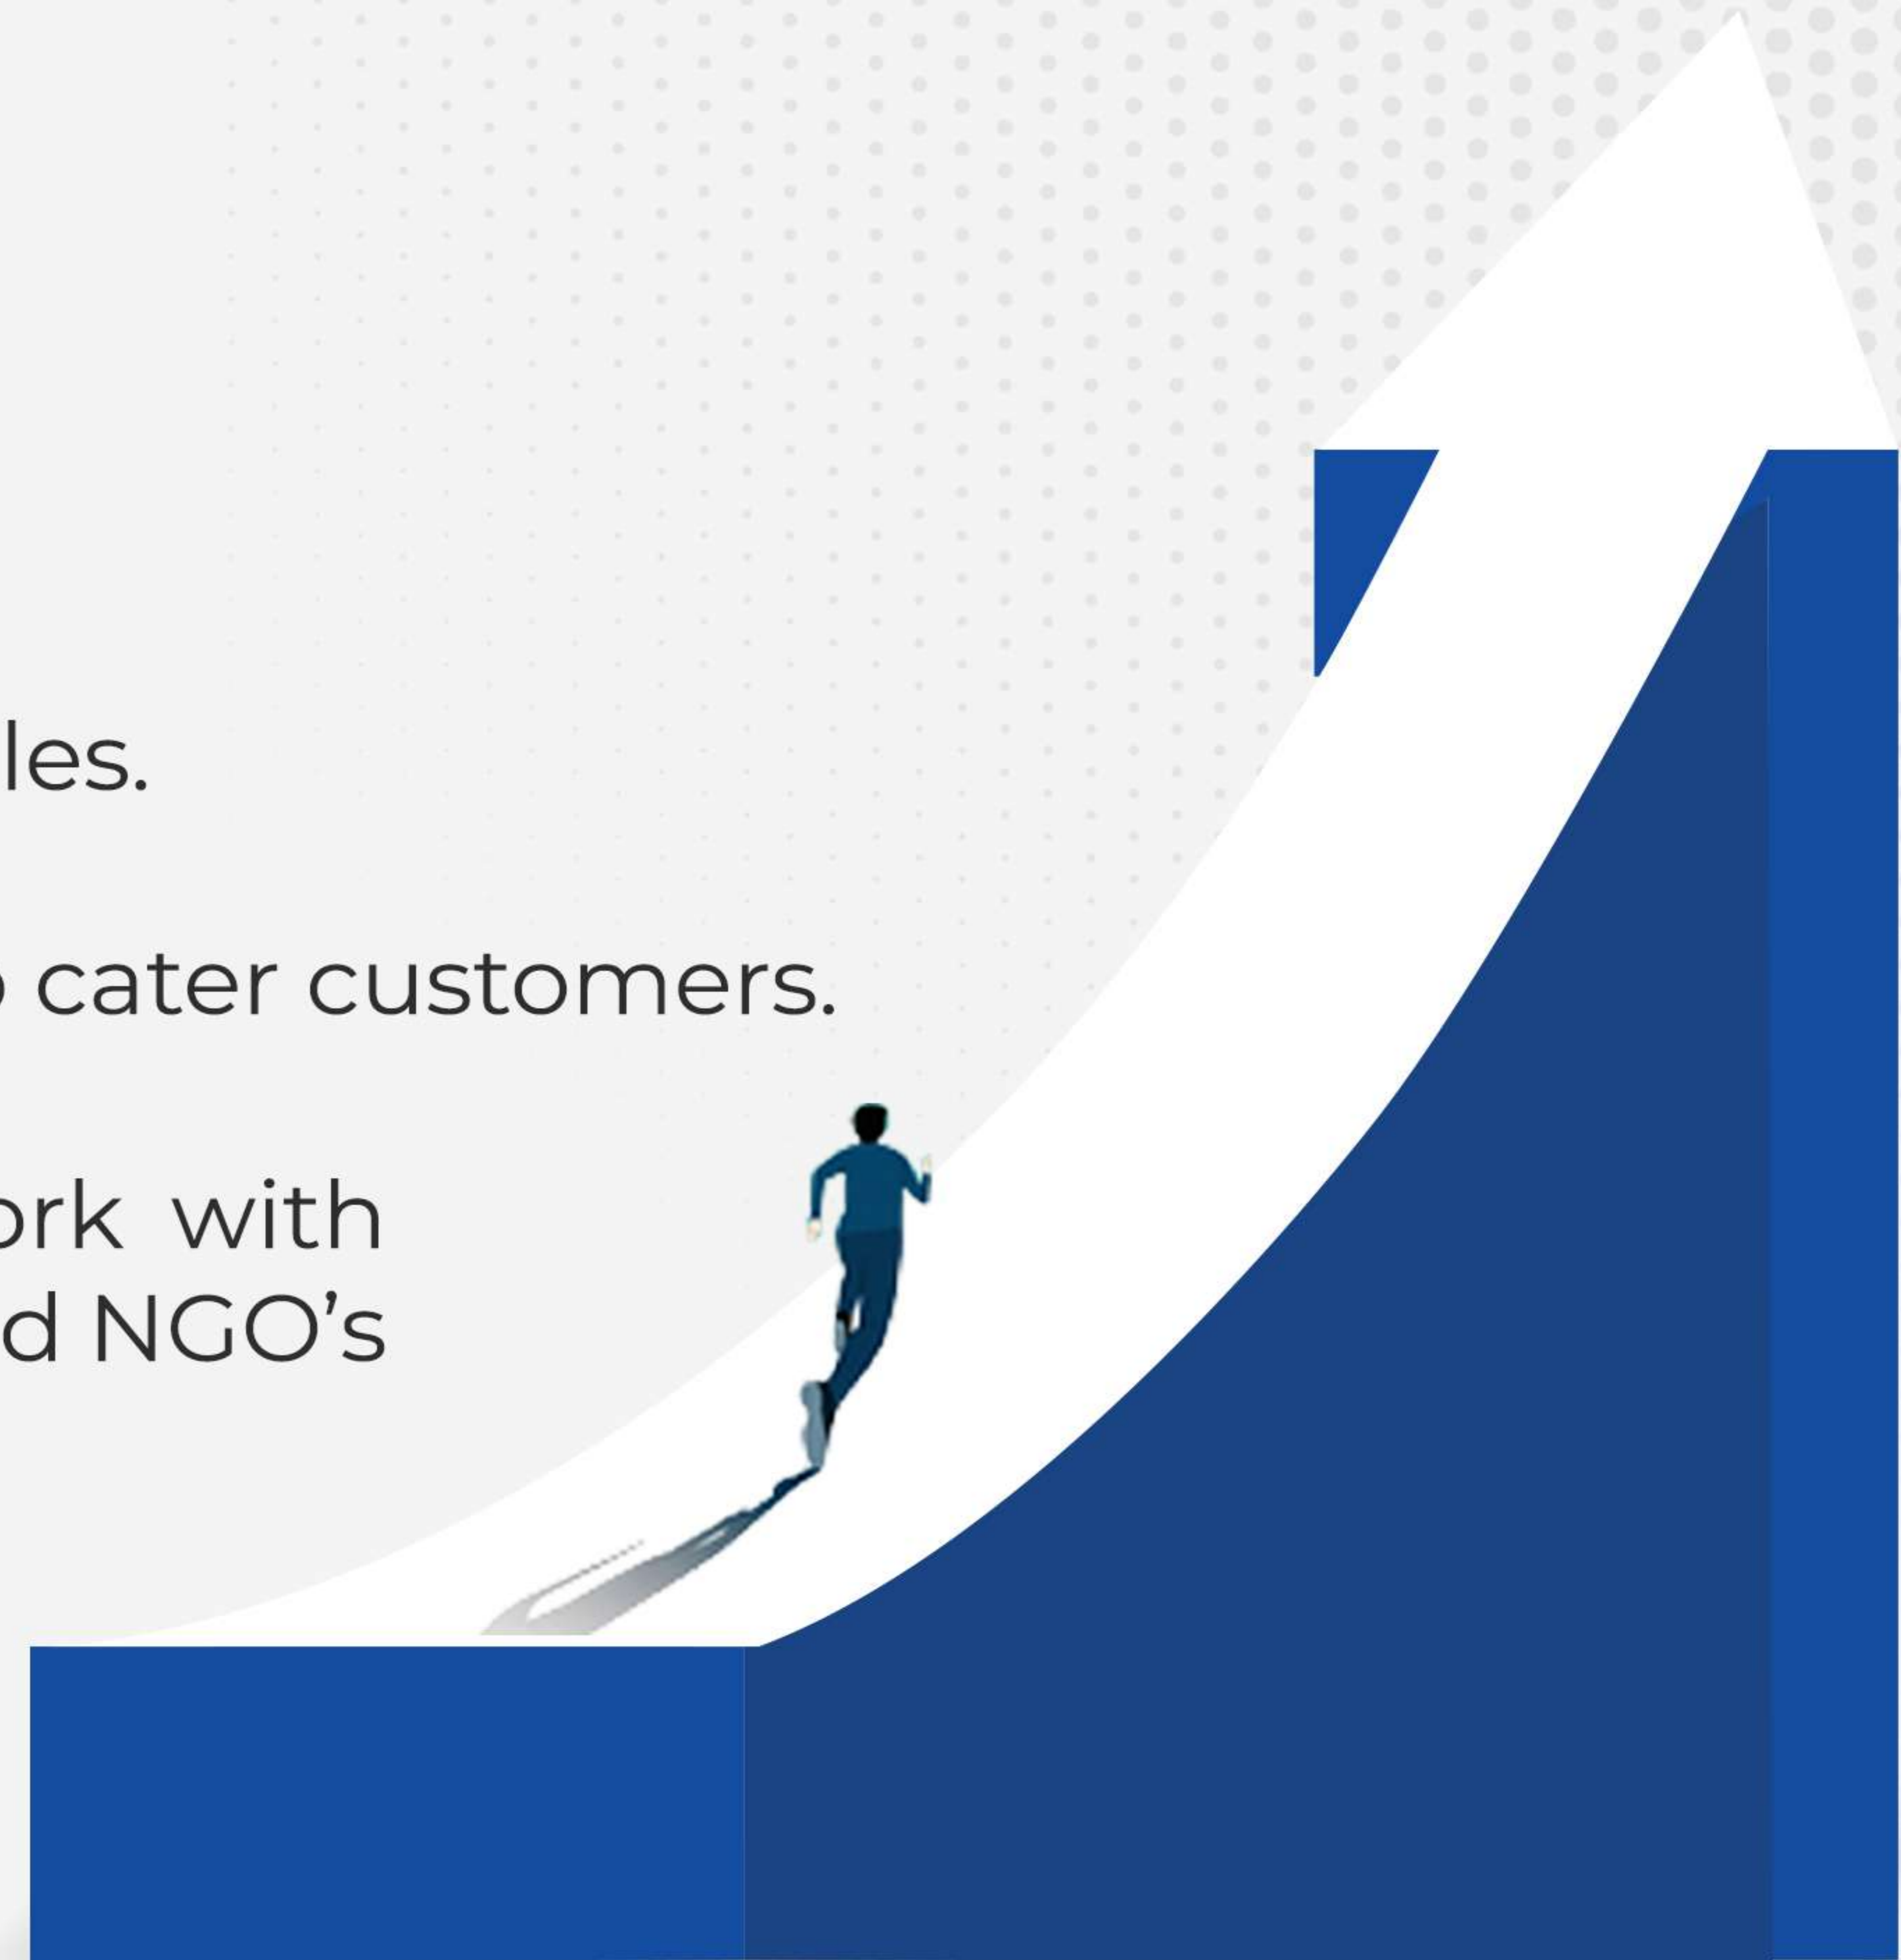 les.
cater customers.
ork with
d NGO’s